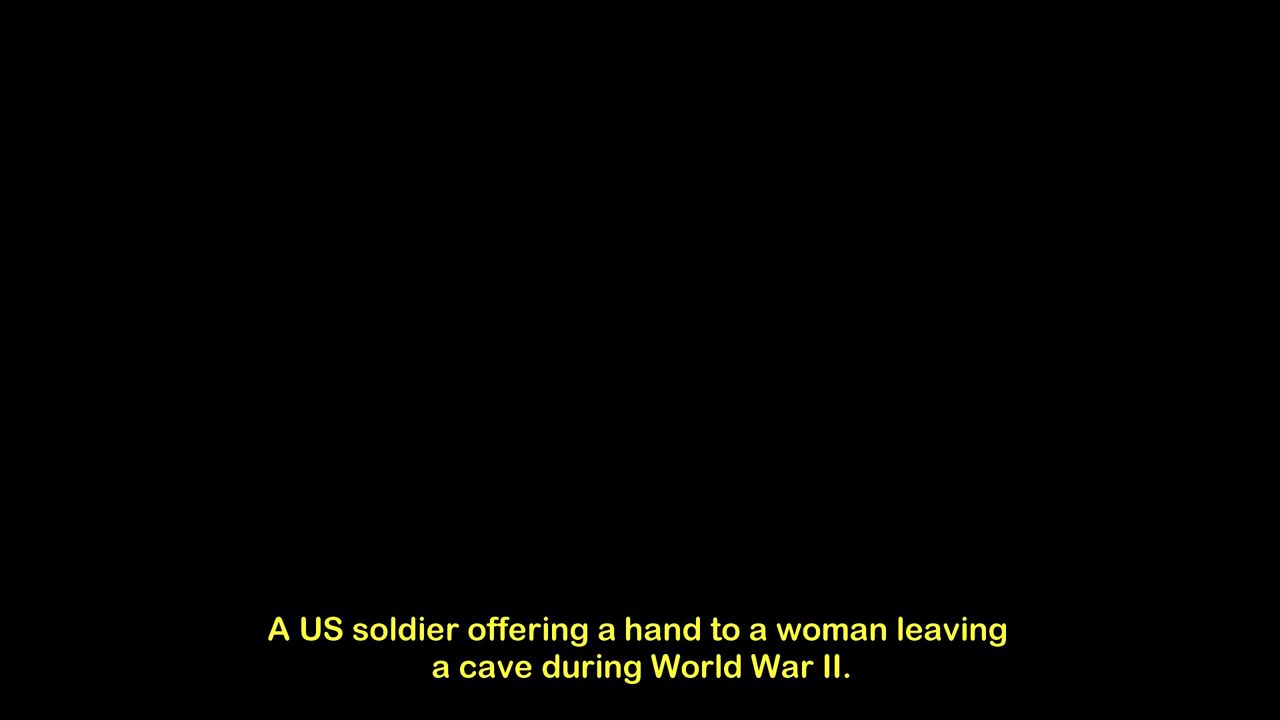 A US soldier offering a hand to a woman leaving
a cave during World War II.